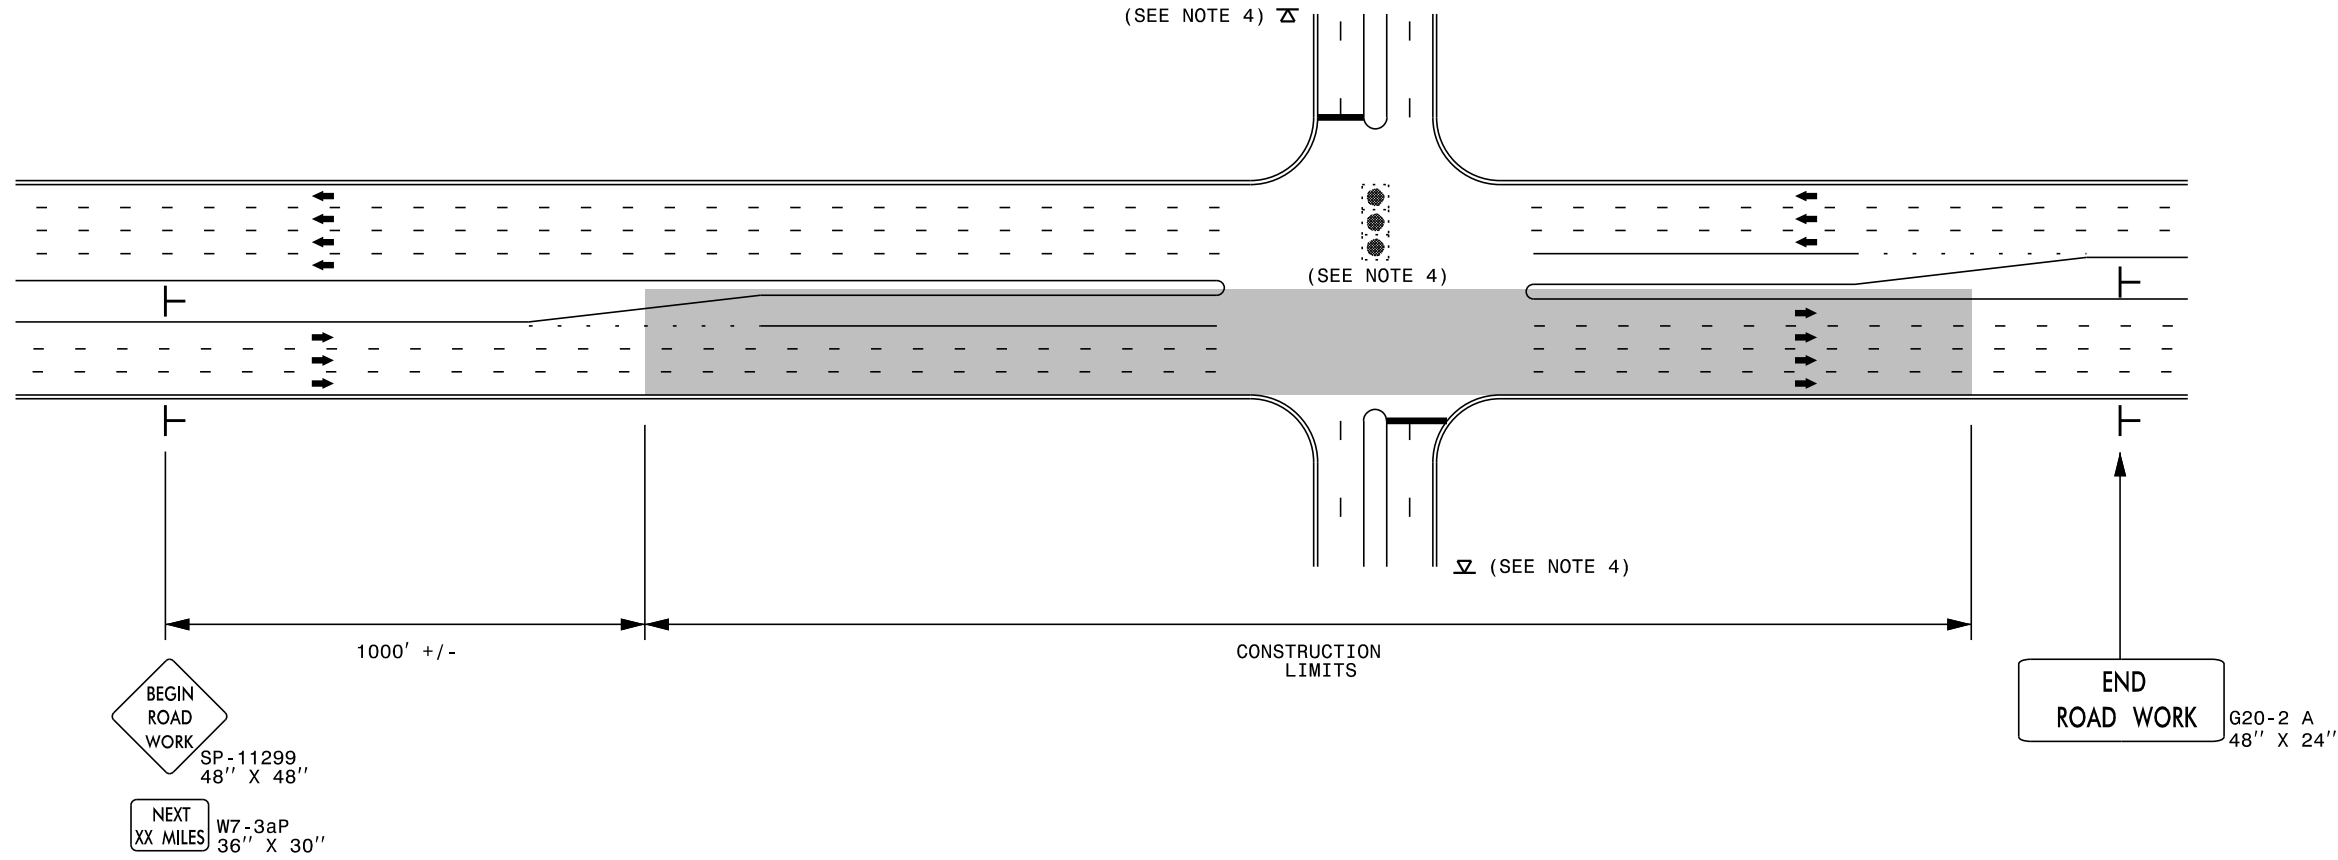 (SEE NOTE 4)
(SEE NOTE 4)
(SEE NOTE 4)
1000' +/-
CONSTRUCTION
LIMITS
BEGIN
ROAD
WORK
SP-11299
48'' X 48''
NEXT
XX MILES
W7-3aP
36'' X 30''
END
ROAD WORK
G20-2 A
48'' X 24''